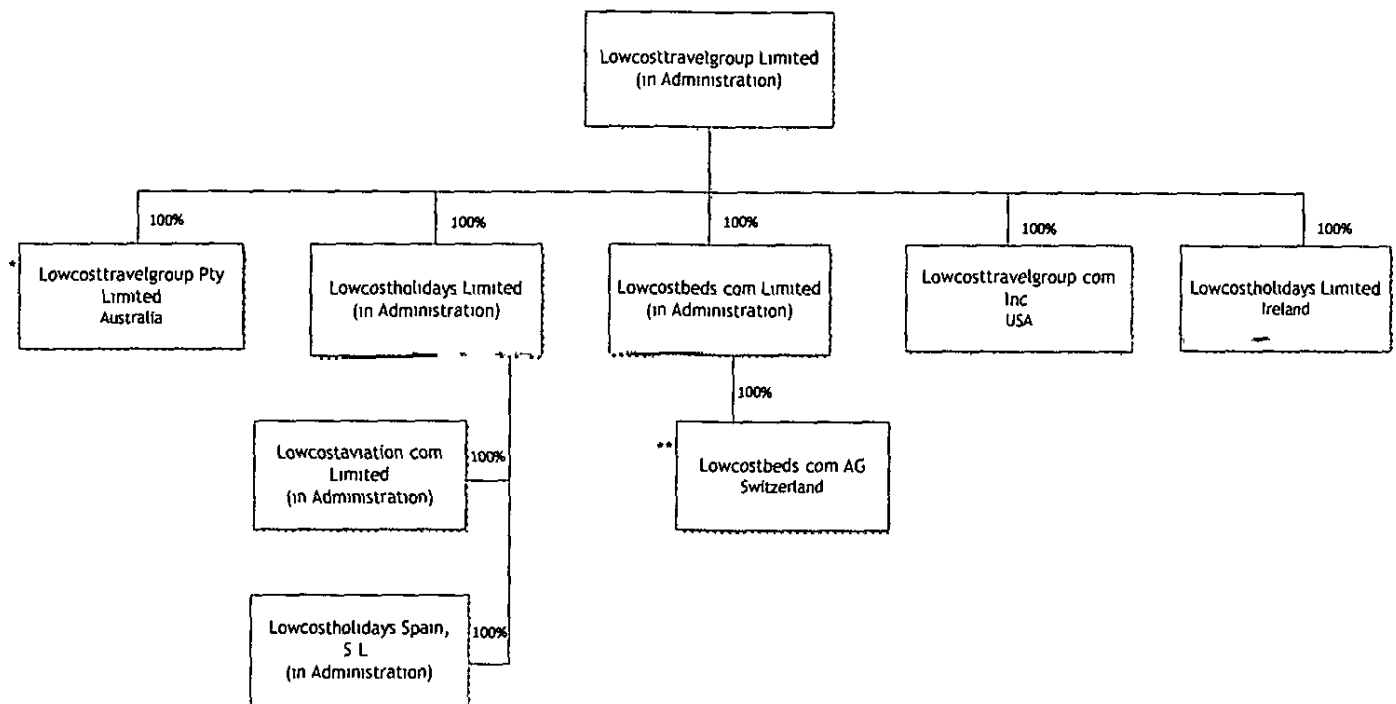 Lowcosttravelgroup Limited
(in Administration)
100%
100%
100%
100%
100%
*
Lowcosttravelgroup Pty
Limited
Australia
Lowcostholidays Limited
(in Administration)
Lowcostbeds com Limited
(in Administration)
Lowcosttravelgroup com
Inc
USA
Lowcostholidays Limited
Ireland
100%
Lowcostaviation com
Limited
(in Administration)
100%
**
Lowcostbeds com AG
Switzerland
Lowcostholidays Spain,
S L
(in Administration)
100%